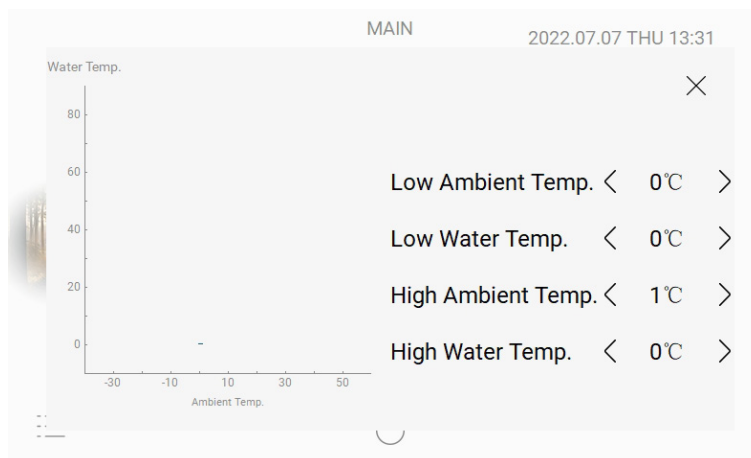 MAIN
2022.07.07 THU 13:31
Water Temp.
80
60
40
20
0
-30 -10 10 30 50
Ambient Temp.
Low Ambient Temp. < 0℃ >
Low Water Temp. < 0℃ >
High Ambient Temp. < 1℃ >
High Water Temp. < 0℃ >